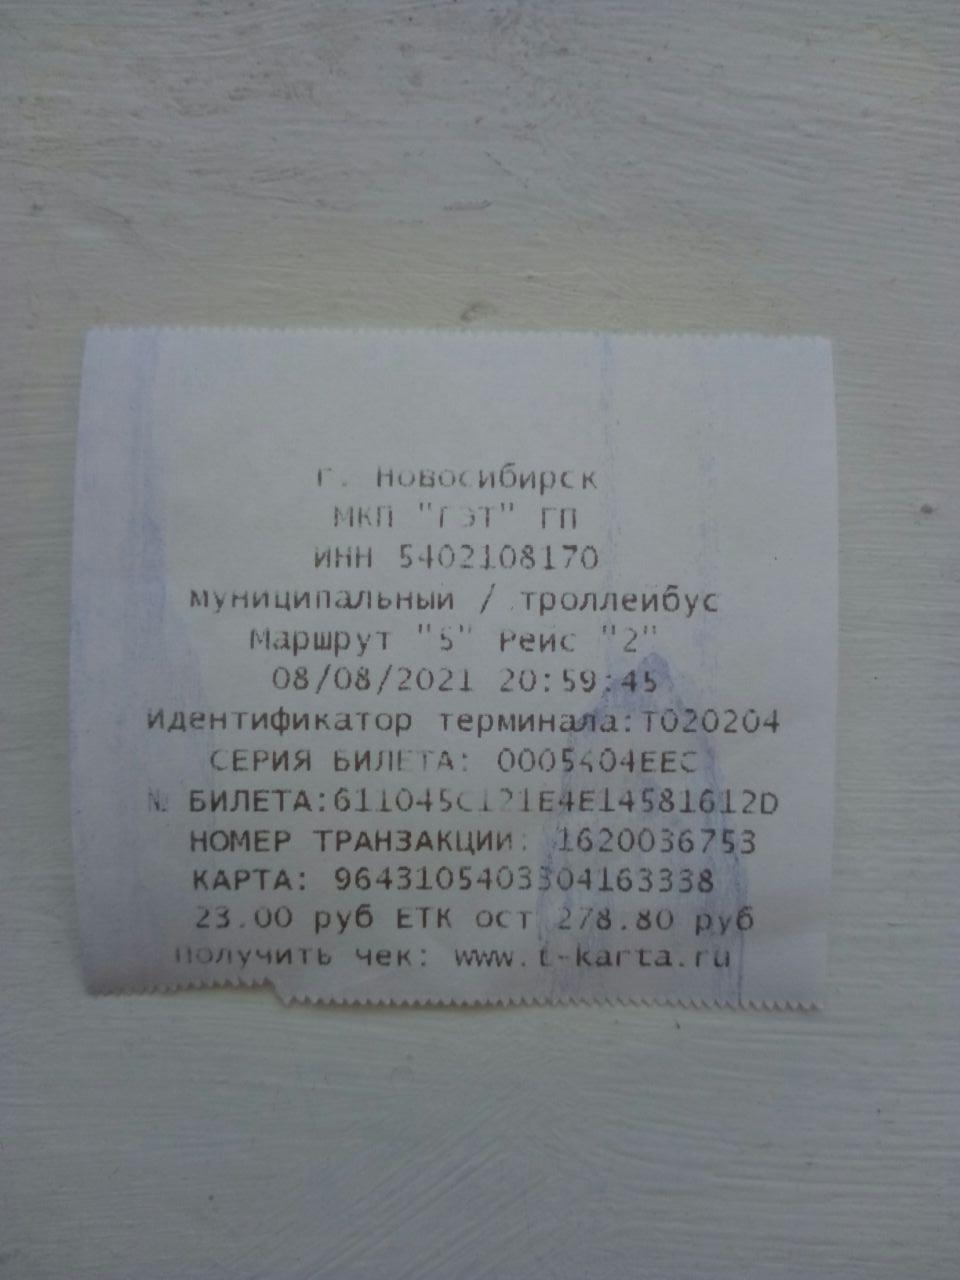 г. Новосибирск
МКП "ГЭТ" ГП
ИНН 5402108170
муниципальный / троллейбус
Маршрут "5" Рейс "2"
08/08/2021 20:59:45
Идентификатор терминала:Т020204
СЕРИЯ БИЛЕТА:
№ БИЛЕТА:611045C121E4E14581612D
НОМЕР ТРАНЗАКЦИИ: 1620036753
КАРТА: 9643105403304163338
23.00 руб ЕТК ост 278.80 руб
Получить чек: www.t-karta.ru